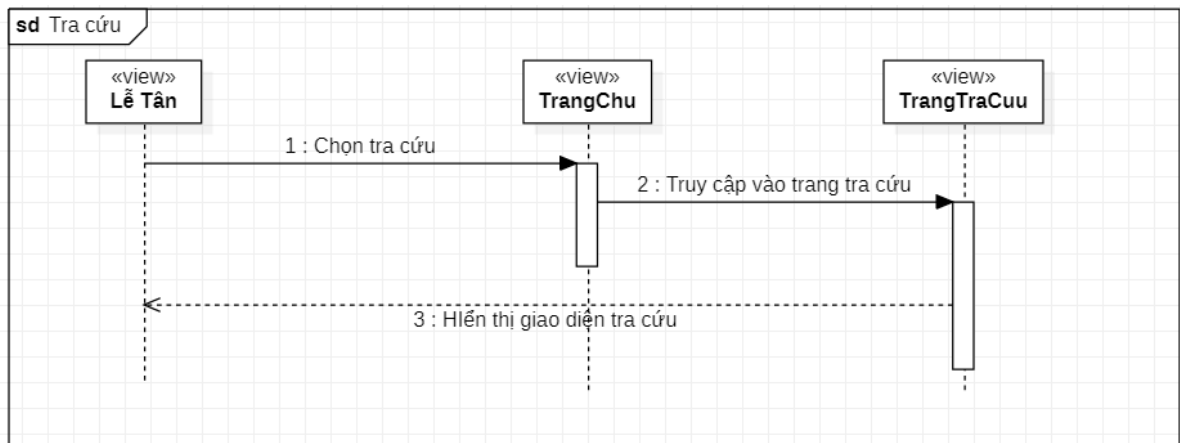 sd Tra cứu
«view»
Lễ Tân
«view»
TrangChu
«view»
TrangTraCuu
1 : Chọn tra cứu
2 : Truy cập vào trang tra cứu
3 : HIển thị giao diện tra cứu